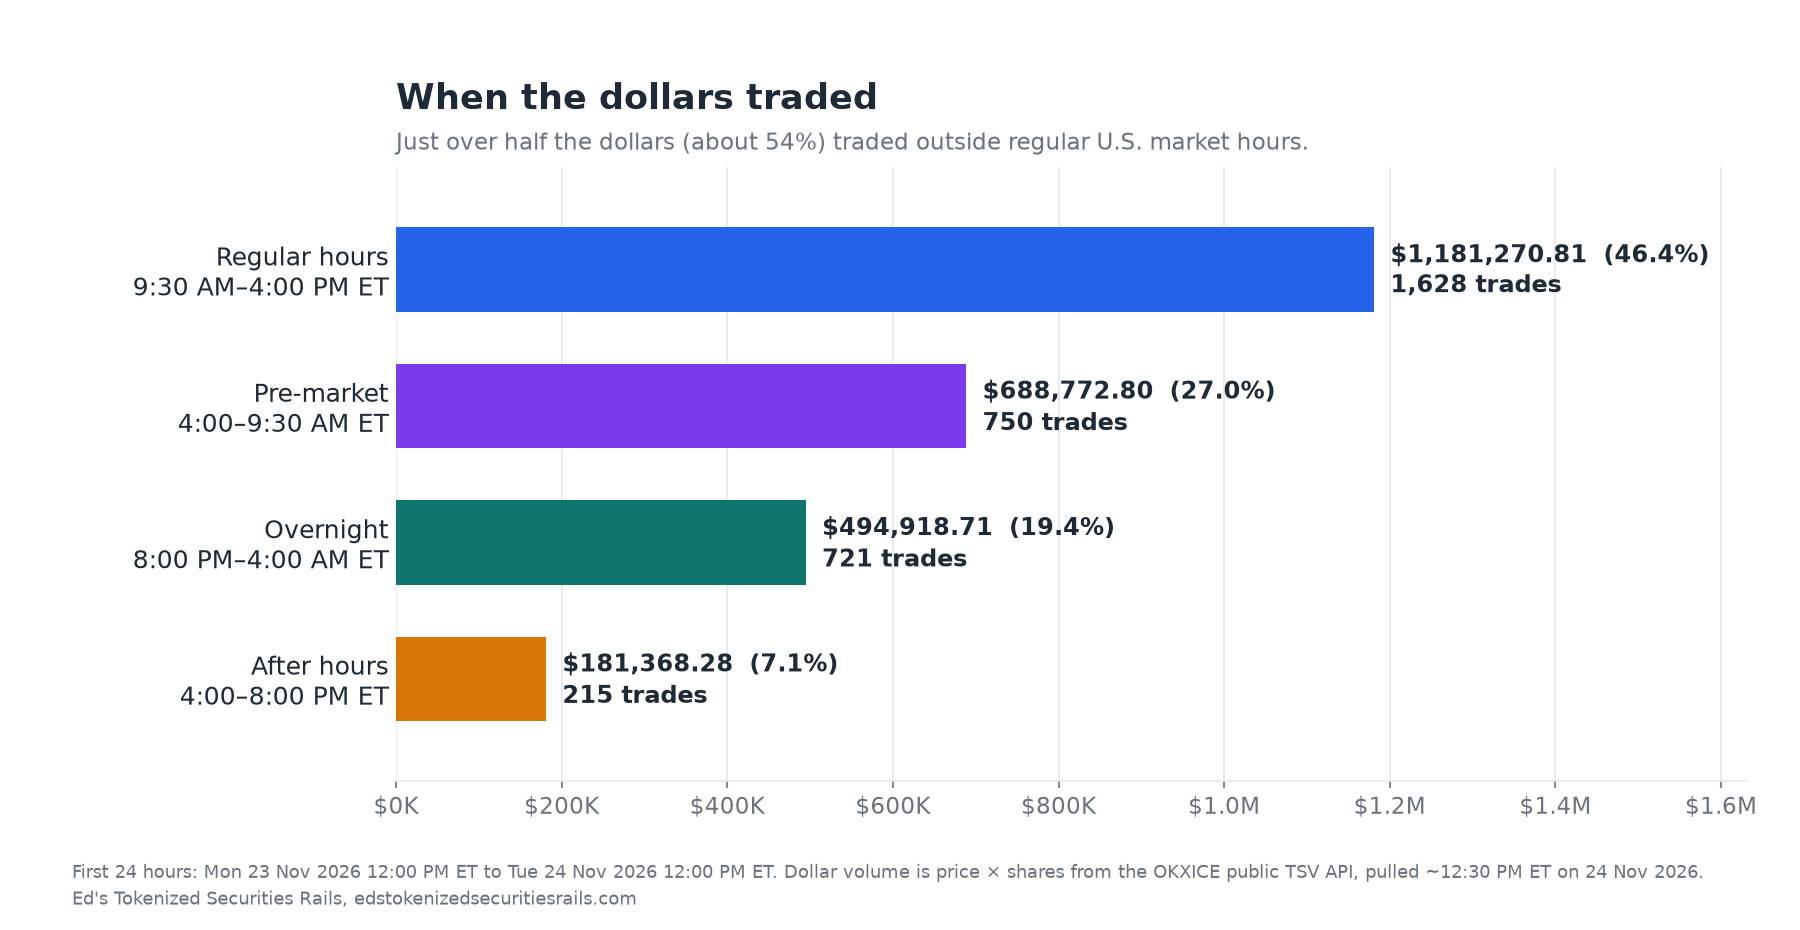 When the dollars traded
Just over half the dollars (about 54%) traded outside regular U.S. market hours.
Regular hours
9:30 AM–4:00 PM ET
$1,181,270.81 (46.4%)
1,628 trades
Pre-market
4:00–9:30 AM ET
$688,772.80 (27.0%)
750 trades
Overnight
8:00 PM–4:00 AM ET
$494,918.71 (19.4%)
721 trades
After hours
4:00–8:00 PM ET
$181,368.28 (7.1%)
215 trades
$0K $200K $400K $600K $800K $1.0M $1.2M $1.4M $1.6M
First 24 hours: Mon 23 Nov 2026 12:00 PM ET to Tue 24 Nov 2026 12:00 PM ET. Dollar volume is price × shares from the OKXICE public TSV API, pulled ~12:30 PM ET on 24 Nov 2026.
Ed's Tokenized Securities Rails, edstokenizedsecuritiesrails.com